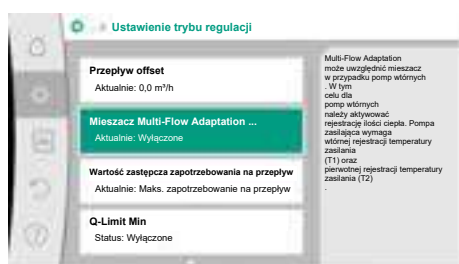 Ustawienie trybu regulacji
Przepływ offset
Aktualnie: 0,0 m³/h
Mieszacz Multi-Flow Adaptation ...
Aktualnie: Wyłączone
Wartość zastępcza zapotrzebowania na przepływ
Aktualnie: Maks. zapotrzebowanie na przepływ
Q-Limit Min
Status: Wyłączone
Multi-Flow Adaptation
może uwzględnić mieszacz
w przypadku pomp wtórnych
. W tym
celu dla
pomp wtórnych
należy aktywować
rejestrację ilości ciepła. Pompa
zasilająca wymaga
wtórnej rejestracji temperatury
zasilania
(T1) oraz
pierwotnej rejestracji temperatury
zasilania (T2)
.